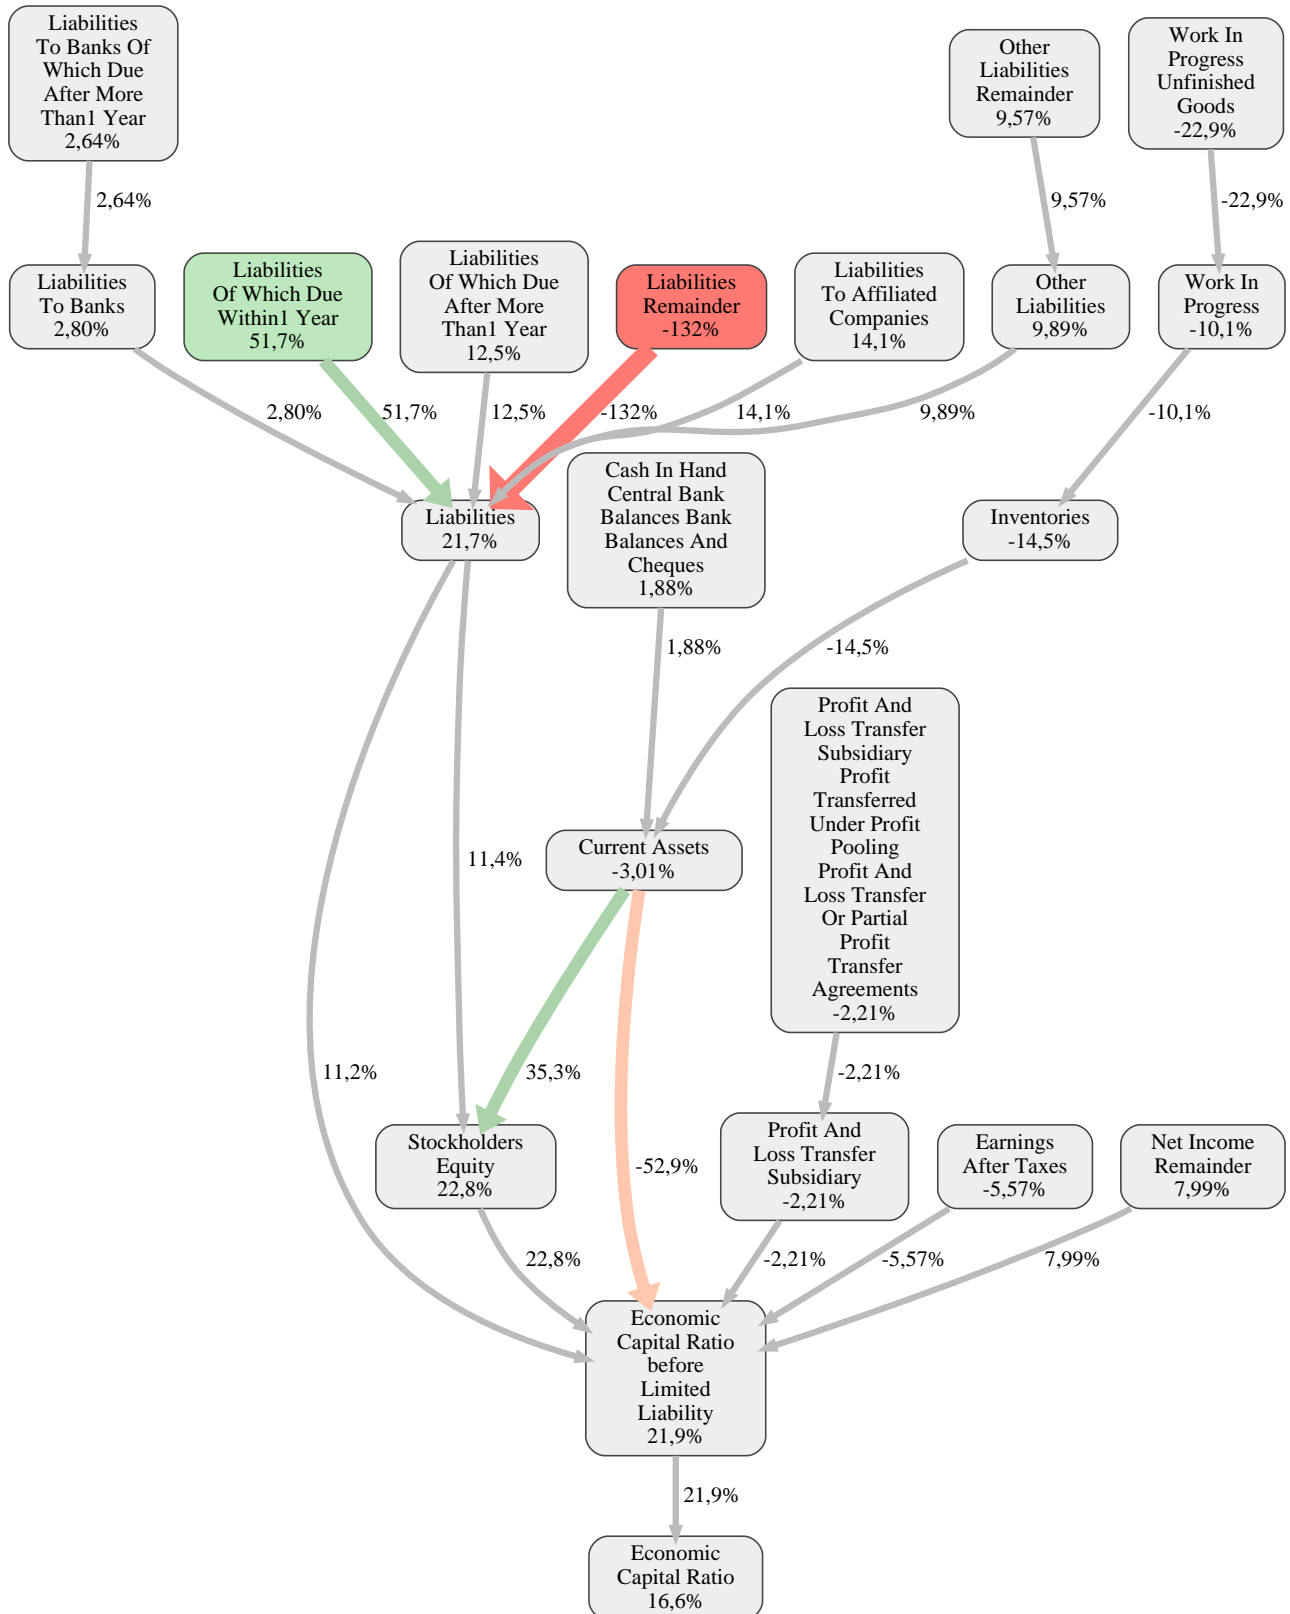 Liabilities
To Banks Of
Which Due
After More
Than1 Year
2,64%
Other
Liabilities
Remainder
9,57%
Work In
Progress
Unfinished
Goods
-22,9%
2,64%
9,57%
-22,9%
Liabilities
To Banks
2,80%
Liabilities
Of Which Due
Within1 Year
51,7%
Liabilities
Of Which Due
After More
Than1 Year
12,5%
Liabilities
Remainder
-132%
Liabilities
To Affiliated
Companies
14,1%
Other
Liabilities
9,89%
Work In
Progress
-10,1%
2,80%
51,7%
12,5%
-132%
14,1%
9,89%
-10,1%
Liabilities
21,7%
Cash In Hand
Central Bank
Balances Bank
Balances And
Cheques
1,88%
Inventories
-14,5%
1,88%
-14,5%
Profit And
Loss Transfer
Subsidiary
Profit
Transferred
Under Profit
Pooling
Profit And
Loss Transfer
Or Partial
Profit
Transfer
Agreements
-2,21%
Current Assets
-3,01%
11,4%
11,2%
35,3%
-2,21%
Stockholders
Equity
22,8%
-52,9%
Profit And
Loss Transfer
Subsidiary
-2,21%
Earnings
After Taxes
-5,57%
Net Income
Remainder
7,99%
22,8%
-2,21%
-5,57%
7,99%
Economic
Capital Ratio
before
Limited
Liability
21,9%
21,9%
Economic
Capital Ratio
16,6%